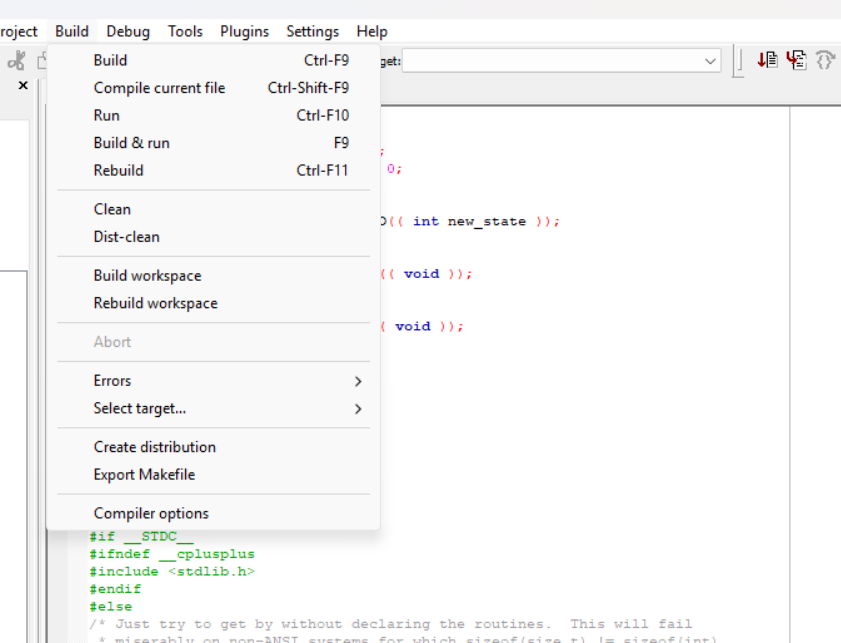 roject Build Debug Tools Plugins Settings Help
Build Ctrl-F9
get:
Compile current file Ctrl-Shift-F9
Run Ctrl-F10
Build & run F9
;
Rebuild Ctrl-F11
0;
Clean
(( int new_state ));
Dist-clean
Build workspace
(( void ));
Rebuild workspace
( void ));
Abort
Errors
Select target...
Create distribution
Export Makefile
Compiler options
#if __STDC__
#ifndef __cplusplus
#include <stdlib.h>
#endif
#else
/* Just try to get by without declaring the routines. This will fail
* miserably on non-ANSI systems for which sizeof(size_t) != sizeof(int)